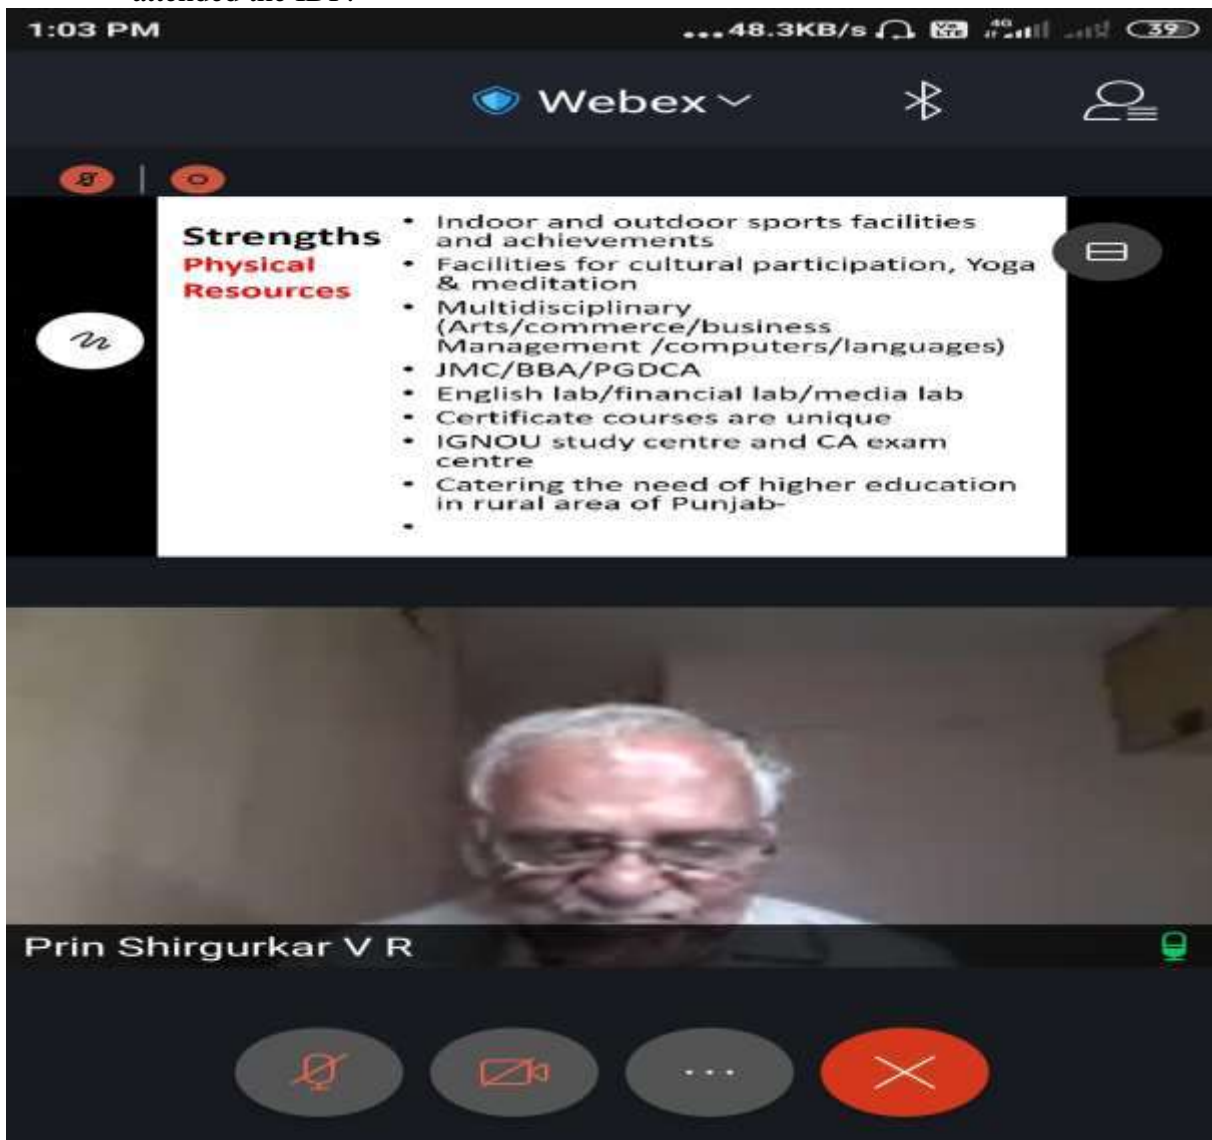 1:03 PM
...48.3KB/s 4G 39
Webex
Strengths
Physical
Resources
• Indoor and outdoor sports facilities
and achievements
• Facilities for cultural participation, Yoga
& meditation
• Multidisciplinary
(Arts/commerce/business
Management /computers/languages)
• JMC/BBA/PGDCA
• English lab/financial lab/media lab
• Certificate courses are unique
• IGNOU study centre and CA exam
centre
• Catering the need of higher education
in rural area of Punjab-
•
Prin Shirgurkar V R